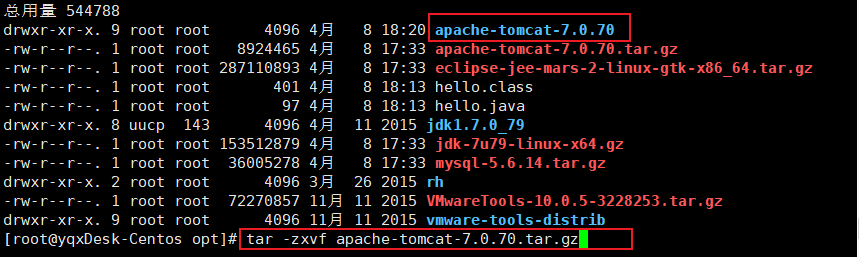 总用量 544788
drwxr-xr-x. 9 root root      4096 4月   8 18:20 apache-tomcat-7.0.70
-rw-r--r--. 1 root root   8924465 4月   8 17:33 apache-tomcat-7.0.70.tar.gz
-rw-r--r--. 1 root root 287110893 4月   8 17:33 eclipse-jee-mars-2-linux-gtk-x86_64.tar.gz
-rw-r--r--. 1 root root       401 4月   8 18:13 hello.class
-rw-r--r--. 1 root root        97 4月   8 18:13 hello.java
drwxr-xr-x. 8 uucp  143      4096 4月  11 2015 jdk1.7.0_79
-rw-r--r--. 1 root root 153512879 4月   8 17:33 jdk-7u79-linux-x64.gz
-rw-r--r--. 1 root root  36005278 4月   8 17:33 mysql-5.6.14.tar.gz
drwxr-xr-x. 2 root root      4096 3月  26 2015 rh
-rw-r--r--. 1 root root  72270857 11月 11 2015 VMwareTools-10.0.5-3228253.tar.gz
drwxr-xr-x. 9 root root      4096 11月 11 2015 vmware-tools-distrib
[root@yqxDesk-Centos opt]# tar -zxvf apache-tomcat-7.0.70.tar.gz